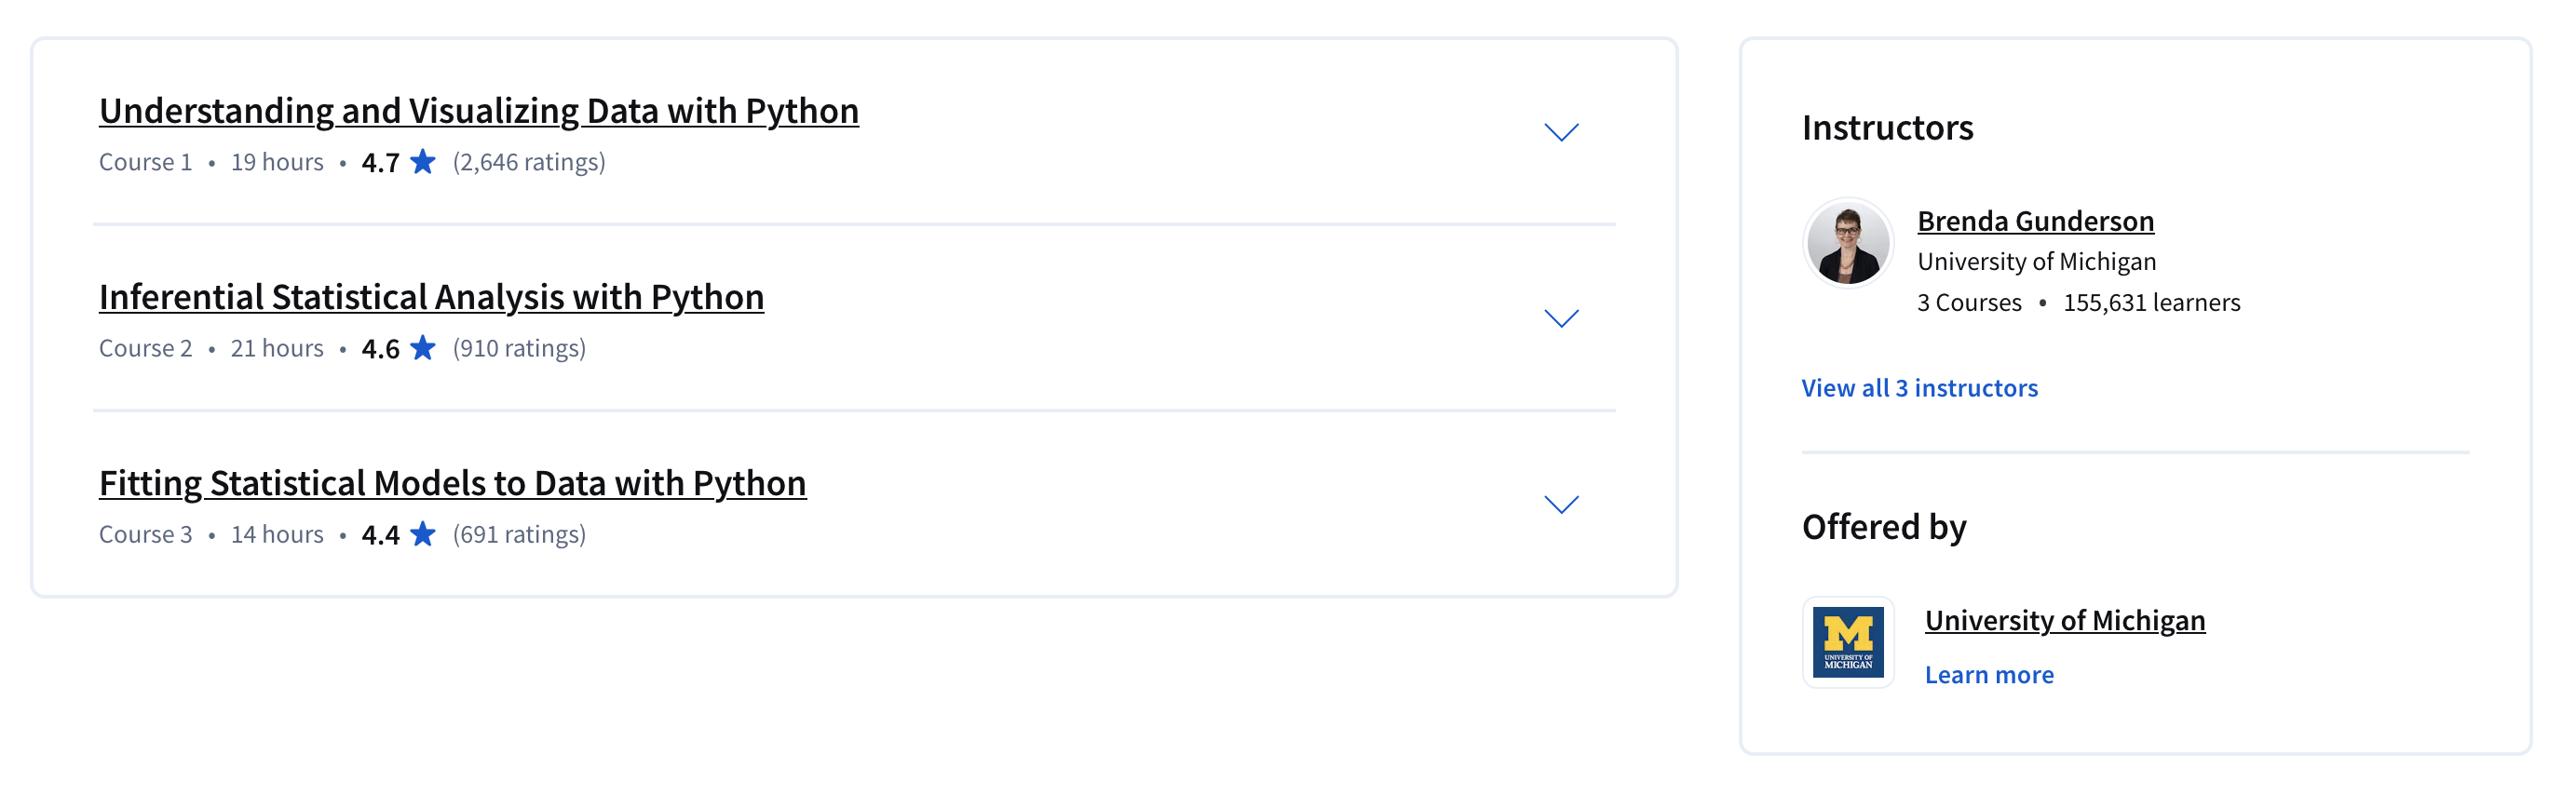 Understanding and Visualizing Data with Python
Course 1 • 19 hours • 4.7 ★ (2,646 ratings)
Inferential Statistical Analysis with Python
Course 2 • 21 hours • 4.6 ★ (910 ratings)
Fitting Statistical Models to Data with Python
Course 3 • 14 hours • 4.4 ★ (691 ratings)
Instructors
Brenda Gunderson
University of Michigan
3 Courses • 155,631 learners
View all 3 instructors
Offered by
M
UNIVERSITY OF
MICHIGAN
University of Michigan
Learn more